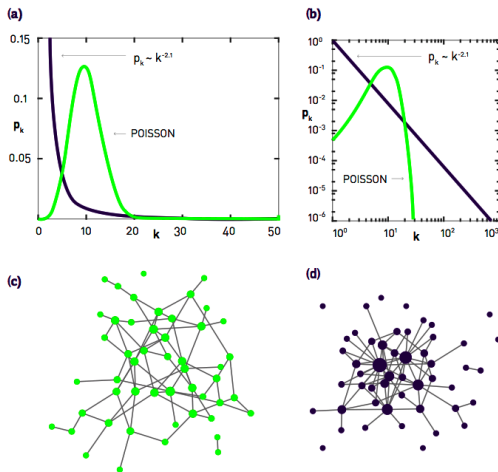 (a)
0.15
0.10
p_k
0.05
0 10 20 30 40 50
k
p_k ~ k^-2.1
POISSON
(b)
10^0
10^-1
10^-2
p_k
10^-3
10^-4
10^-5
10^-6
10^0 10^1 10^2 10^3
k
p_k ~ k^-2.1
POISSON
(c)
(d)